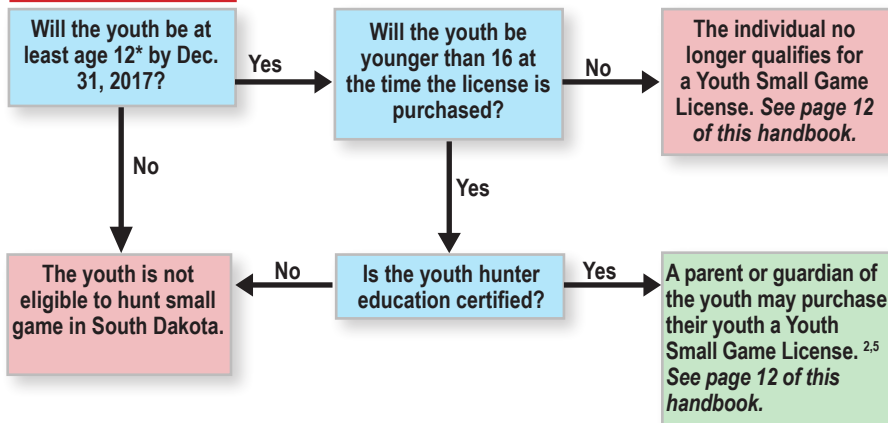 Will the youth be at
least age 12* by Dec.
31, 2017?
Yes
Will the youth be
younger than 16 at
the time the license is
purchased?
No
The individual no
longer qualifies for
a Youth Small Game
License. See page 12
of this handbook.
No
Yes
The youth is not
eligible to hunt small
game in South Dakota.
No
Is the youth hunter
education certified?
Yes
A parent or guardian of
the youth may purchase
their youth a Youth
Small Game License. 2,5
See page 12 of this
handbook.